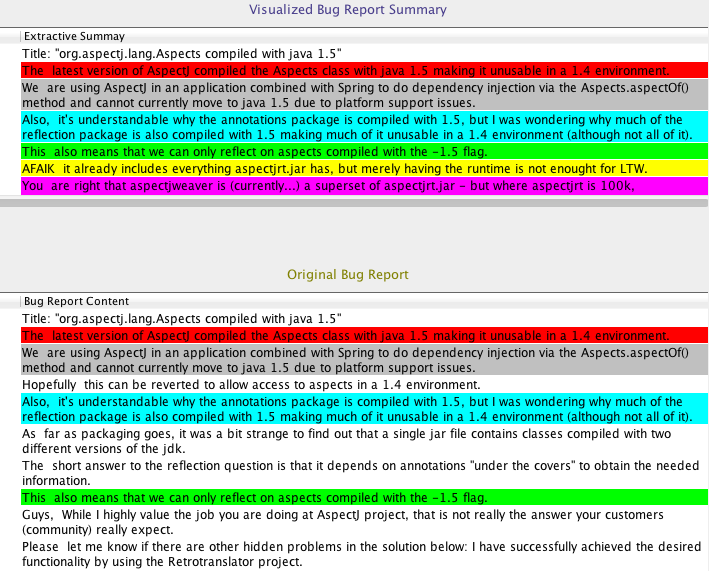 Visualized Bug Report Summary
Extractive Summay
Title: "org.aspectj.lang.Aspects compiled with java 1.5"
The latest version of AspectJ compiled the Aspects class with java 1.5 making it unusable in a 1.4 environment.
We are using AspectJ in an application combined with Spring to do dependency injection via the Aspects.aspectOf()
method and cannot currently move to java 1.5 due to platform support issues.
Also, it's understandable why the annotations package is compiled with 1.5, but I was wondering why much of the
reflection package is also compiled with 1.5 making much of it unusable in a 1.4 environment (although not all of it).
This also means that we can only reflect on aspects compiled with the -1.5 flag.
AFAIK it already includes everything aspectjrt.jar has, but merely having the runtime is not enought for LTW.
You are right that aspectjweaver is (currently...) a superset of aspectjrt.jar - but where aspectjrt is 100k,
Original Bug Report
Bug Report Content
Title: "org.aspectj.lang.Aspects compiled with java 1.5"
The latest version of AspectJ compiled the Aspects class with java 1.5 making it unusable in a 1.4 environment.
We are using AspectJ in an application combined with Spring to do dependency injection via the Aspects.aspectOf()
method and cannot currently move to java 1.5 due to platform support issues.
Hopefully this can be reverted to allow access to aspects in a 1.4 environment.
Also, it's understandable why the annotations package is compiled with 1.5, but I was wondering why much of the
reflection package is also compiled with 1.5 making much of it unusable in a 1.4 environment (although not all of it).
As far as packaging goes, it was a bit strange to find out that a single jar file contains classes compiled with two
different versions of the jdk.
The short answer to the reflection question is that it depends on annotations "under the covers" to obtain the needed
information.
This also means that we can only reflect on aspects compiled with the -1.5 flag.
Guys, While I highly value the job you are doing at AspectJ project, that is not really the answer your customers
(community) really expect.
Please let me know if there are other hidden problems in the solution below: I have successfully achieved the desired
functionality by using the Retrotranslator project.